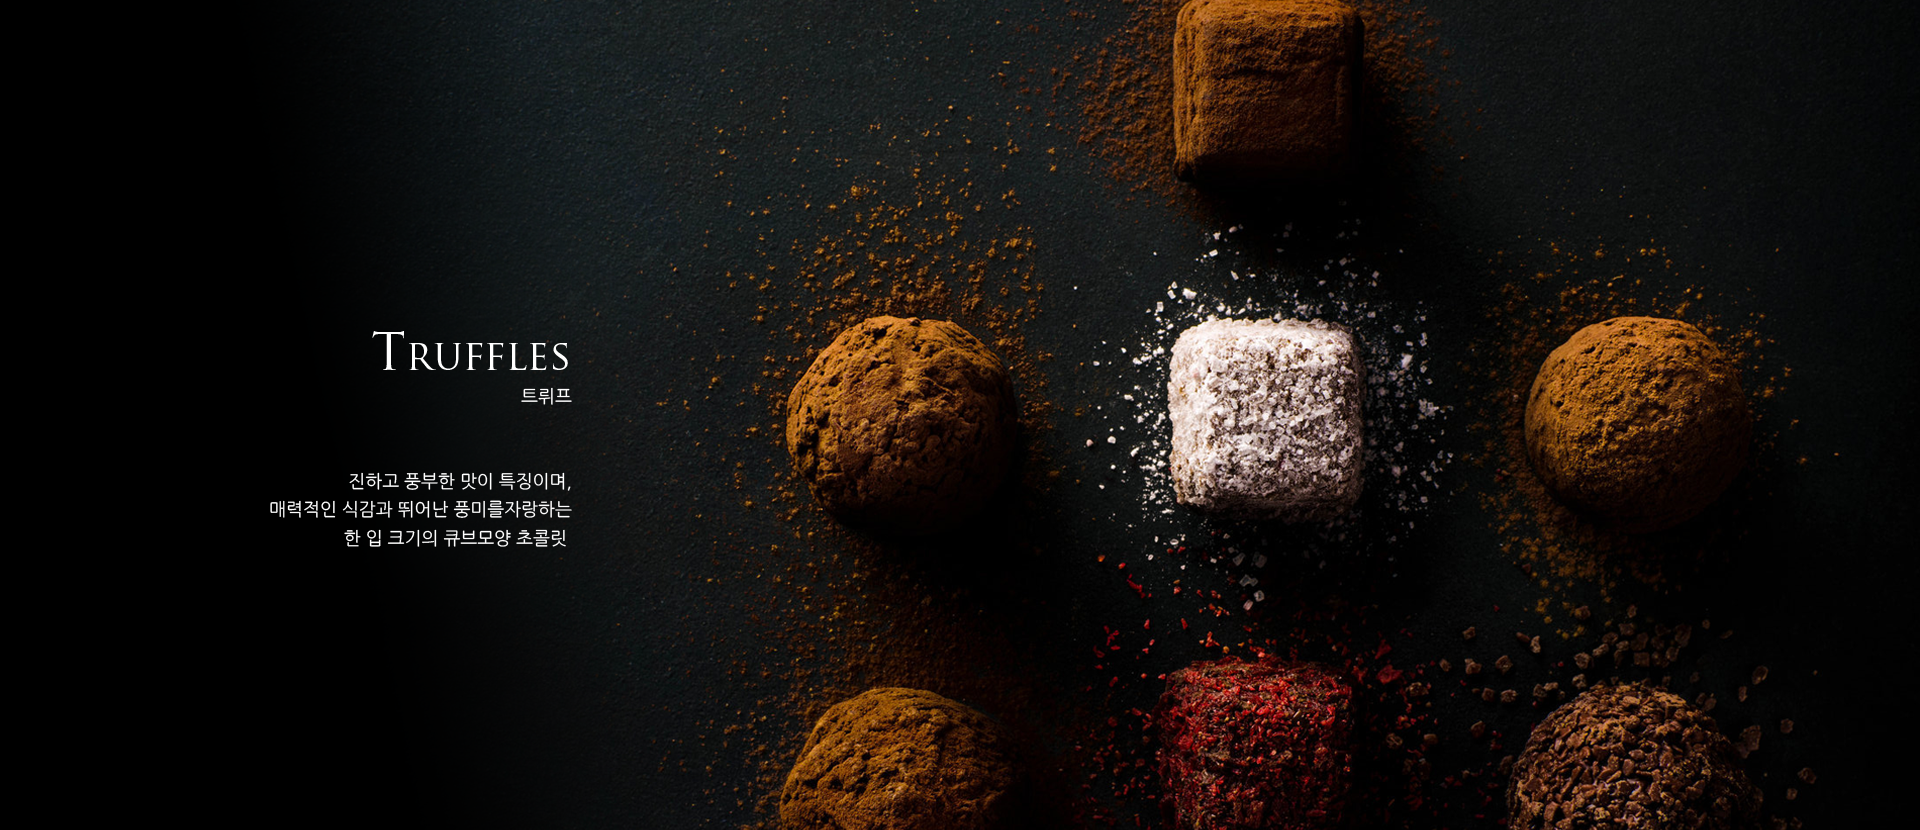 TRUFFLES
트뤼프
진하고 풍부한 맛이 특징이며,
매력적인 식감과 뛰어난 풍미를자랑하는
한 입 크기의 큐브모양 초콜릿